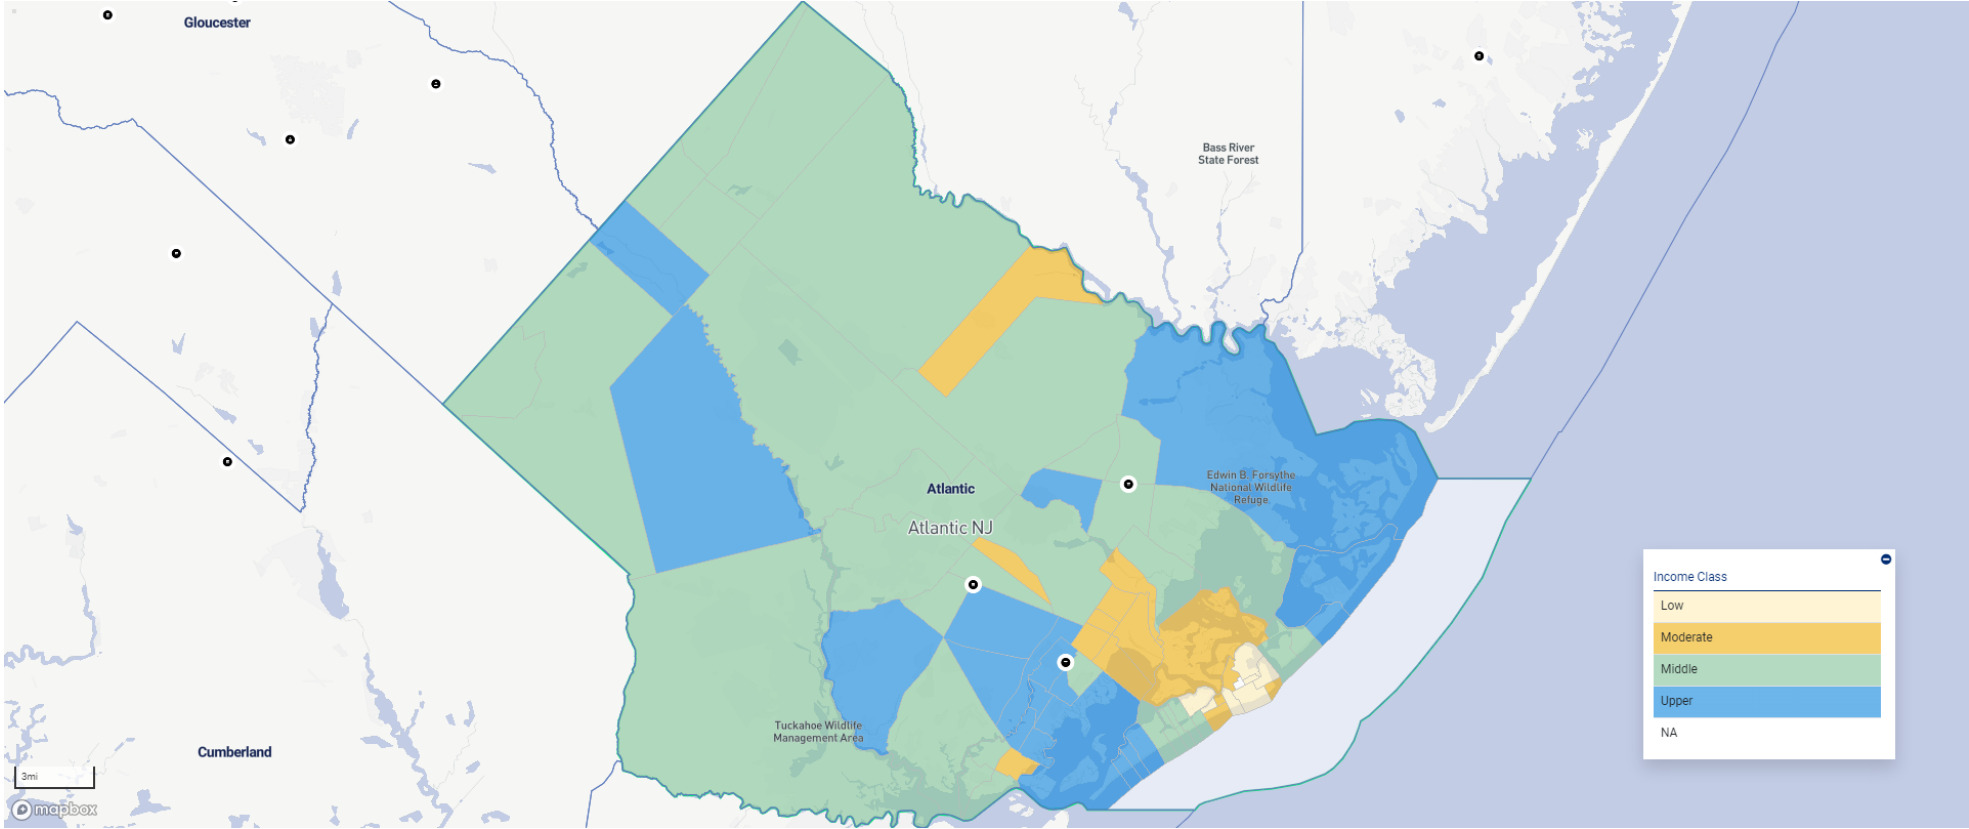 Gloucester
Bass River
State Forest
Edwin B. Forsythe
National Wildlife
Refuge
Atlantic
Atlantic NJ
Income Class
Low
Moderate
Middle
Upper
NA
Tuckahoe Wildlife
Management Area
Cumberland
3mi
mapbox